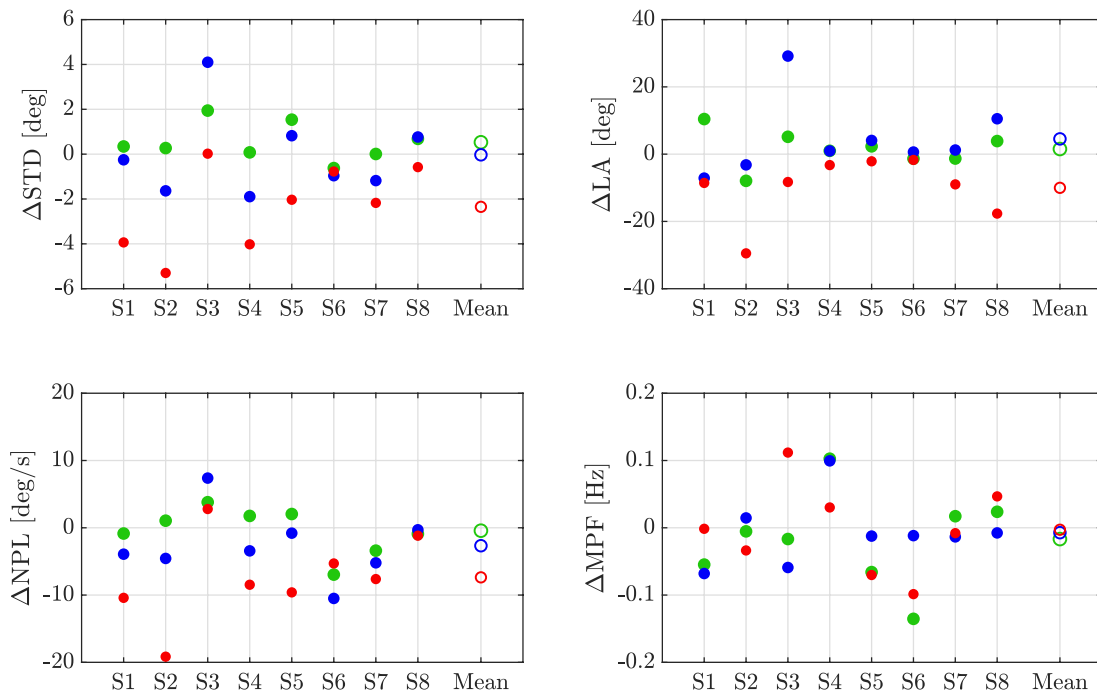 6
4
2
0
-2
-4
-6
ΔSTD [deg]
S1 S2 S3 S4 S5 S6 S7 S8 Mean
40
20
0
-20
-40
ΔLA [deg]
S1 S2 S3 S4 S5 S6 S7 S8 Mean
20
10
0
-10
-20
ΔNPL [deg/s]
S1 S2 S3 S4 S5 S6 S7 S8 Mean
0.2
0.1
0
-0.1
-0.2
ΔMPF [Hz]
S1 S2 S3 S4 S5 S6 S7 S8 Mean